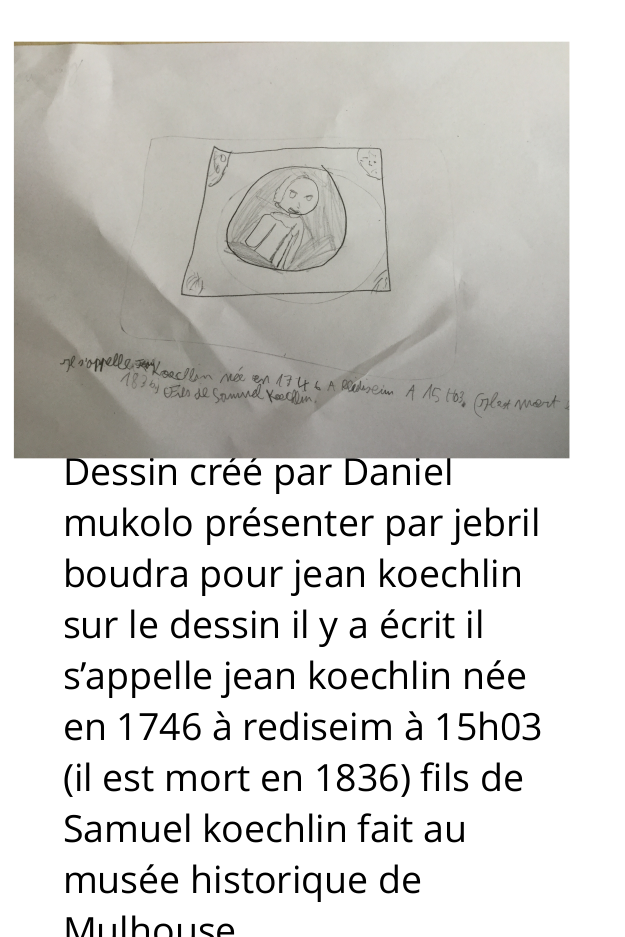 il s'appelle Jean Koechlin née en 1746 A Rediseim A 15 h03 (il est mort
1836) Fils de Samuel Koechlin.
Dessin créé par Daniel
mukolo présenter par jebril
boudra pour jean koechlin
sur le dessin il y a écrit il
s’appelle jean koechlin née
en 1746 à rediseim à 15h03
(il est mort en 1836) fils de
Samuel koechlin fait au
musée historique de
Mulhouse